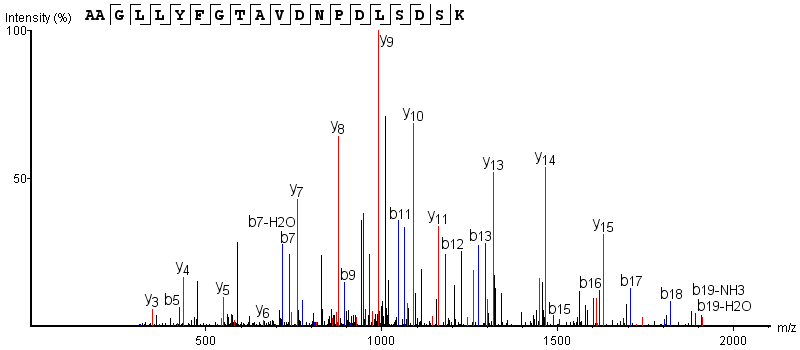 AA G L L Y F G T A V D N P D L S D S K
Intensity (%)
100
y9
y8
y10
50
y13
y14
y7
b7-H2O
b7
b11
y11
b13
b12
y15
y4
b9
y5
y3
b5
y6
b15
b16
b17
b18
b19-NH3
b19-H2O
500
1000
1500
2000
m/z